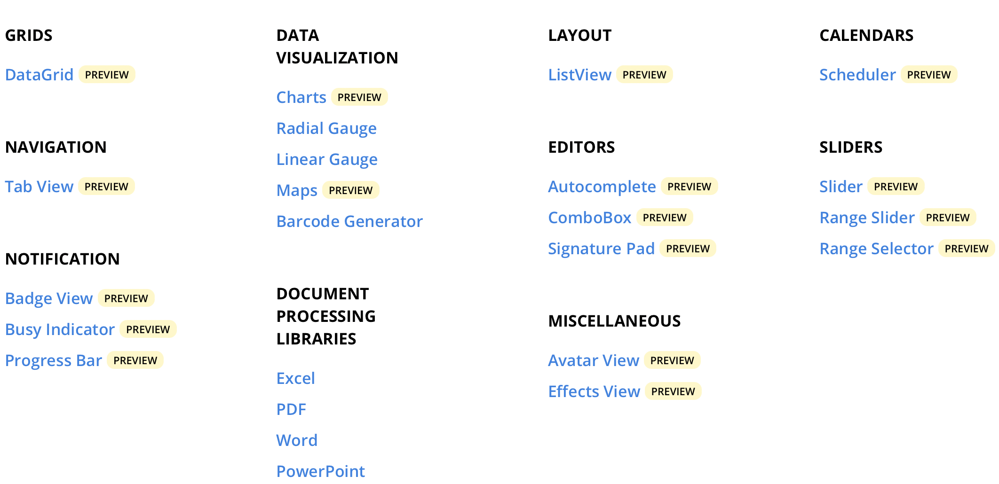 GRIDS
DataGrid PREVIEW
NAVIGATION
Tab View PREVIEW
NOTIFICATION
Badge View PREVIEW
Busy Indicator PREVIEW
Progress Bar PREVIEW
DATA
VISUALIZATION
Charts PREVIEW
Radial Gauge
Linear Gauge
Maps PREVIEW
Barcode Generator
DOCUMENT
PROCESSING
LIBRARIES
Excel
PDF
Word
PowerPoint
LAYOUT
ListView PREVIEW
EDITORS
Autocomplete PREVIEW
ComboBox PREVIEW
Signature Pad PREVIEW
MISCELLANEOUS
Avatar View PREVIEW
Effects View PREVIEW
CALENDARS
Scheduler PREVIEW
SLIDERS
Slider PREVIEW
Range Slider PREVIEW
Range Selector PREVIEW